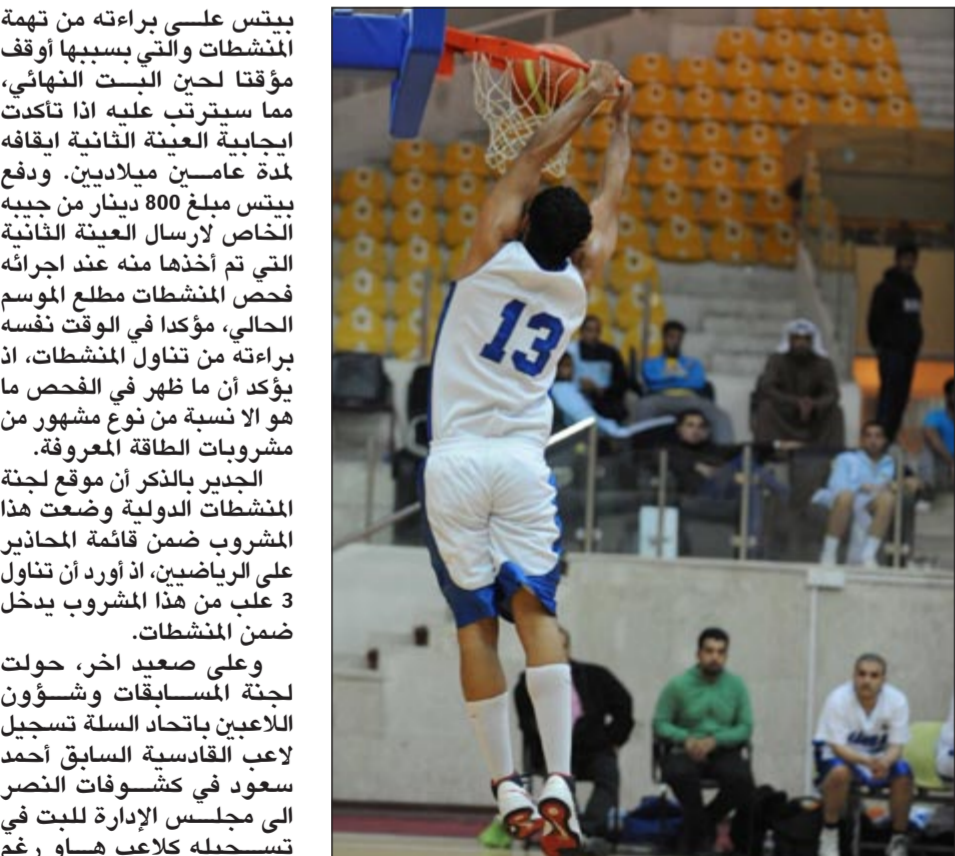 بيتس على براءته من تهمة
المنشطات والتي بسببها أوقف
مؤقتا لحين البت النهائي،
مما سيترتب عليه اذا تأكدت
ايجابية العينة الثانية ايقافه
لمدة عامين ميلاديين. ودفع
بيتس مبلغ 800 دينار من جيبه
الخاص لارسال العينة الثانية
التي تم أخذها منه عند اجرائه
فحص المنشطات مطلع الموسم
الحالي، مؤكدا في الوقت نفسه
براءته من تناول المنشطات، اذ
يؤكد أن ما ظهر في الفحص ما
هو الا نسبة من نوع مشهور من
مشروبات الطاقة المعروفة.
الجدير بالذكر أن موقع لجنة
المنشطات الدولية وضعت هذا
المشروب ضمن قائمة المحاذير
على الرياضيين، اذ أورد أن تناول
3 علب من هذا المشروب يدخل
ضمن المنشطات.
وعلى صعيد اخر، حولت
لجنة المسابقات وشؤون
اللاعبين باتحاد السلة تسجيل
لاعب القادسية السابق أحمد
سعود في كشوفات النصر
الى مجلس الإدارة للبت في
تسجيله كلاعب هاو رغم
13